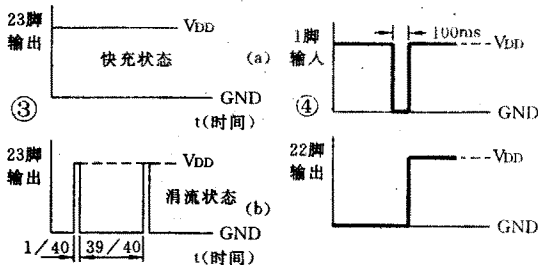 23脚
输出
VDD
快充状态
(a)
③
GND
t(时间)
23脚
输出
VDD
涓流状态
(b)
GND
1/40
39/40
t(时间)
100ms
1脚
输入
VDD
④
GND
22脚
输出
VDD
GND